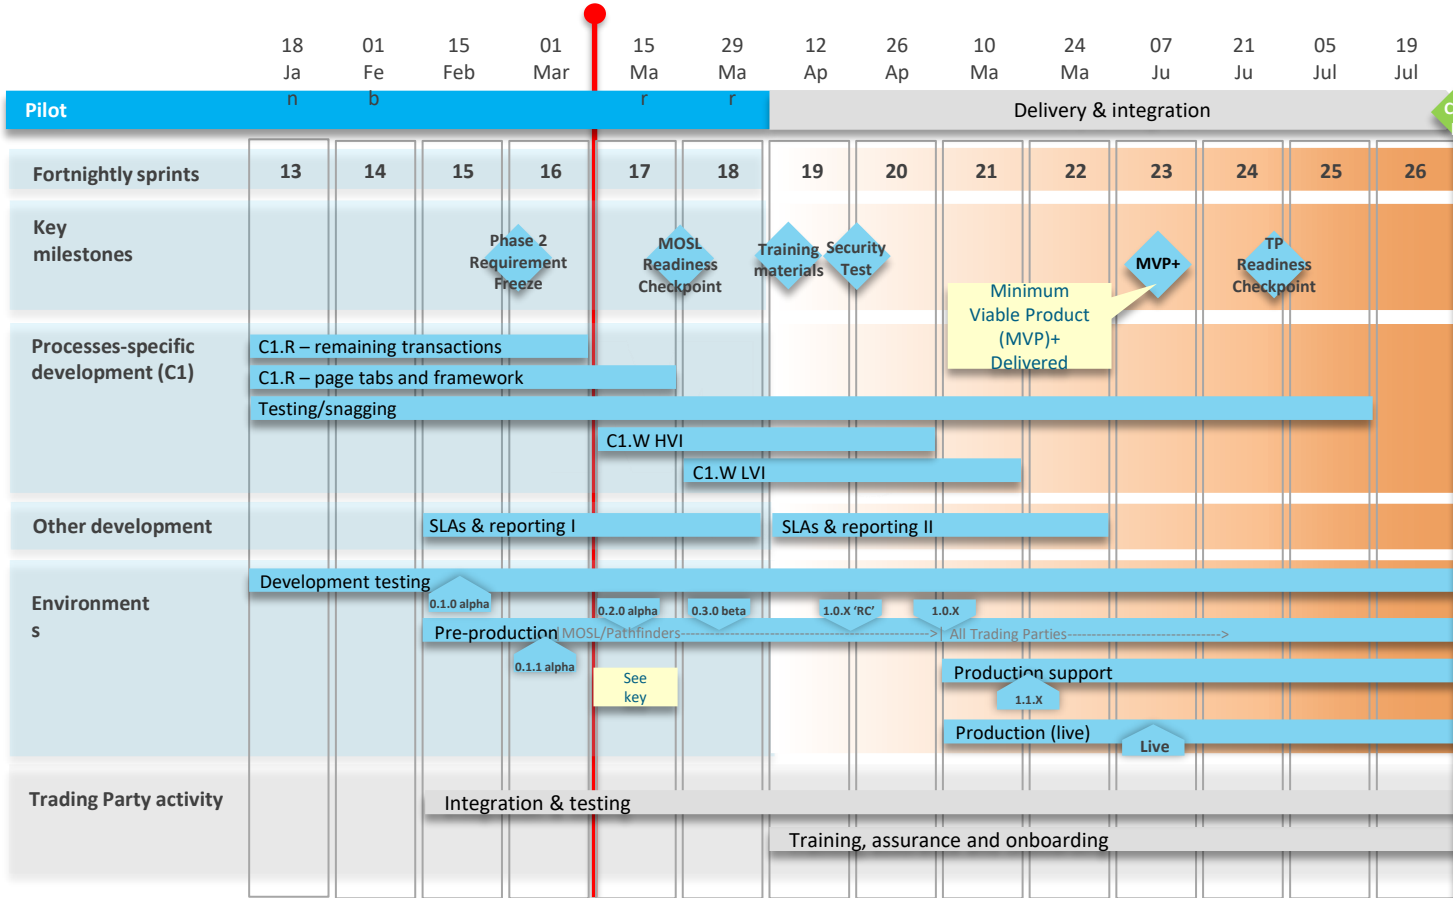 18 01 15 01 15 29 12 26 10 24 07 21 05 19
Ja Fe Feb Mar Ma Ma Ap Ap Ma Ma Ju Ju Jul Jul
n b r r
Pilot
Delivery & integration
Fortnightly sprints 13 14 15 16 17 18 19 20 21 22 23 24 25 26
Key
milestones
Phase 2
Requirement
Freeze
MOSL
Readiness
Checkpoint
Training
materials
Security
Test
MVP+
TP
Readiness
Checkpoint
Minimum
Viable Product
(MVP)+
Delivered
Processes-specific
development (C1)
C1.R – remaining transactions
C1.R – page tabs and framework
Testing/snagging
C1.W HVI
C1.W LVI
Other development
SLAs & reporting I
SLAs & reporting II
Environment
s
Development testing
0.1.0 alpha
0.2.0 alpha
0.3.0 beta
1.0.X ‘RC’
1.0.X
Pre-production
|MOSL/Pathfinders---------------------------------------------------->| All Trading Parties-------------------------------->
0.1.1 alpha
See
key
Production support
1.1.X
Production (live)
Live
Trading Party activity
Integration & testing
Training, assurance and onboarding